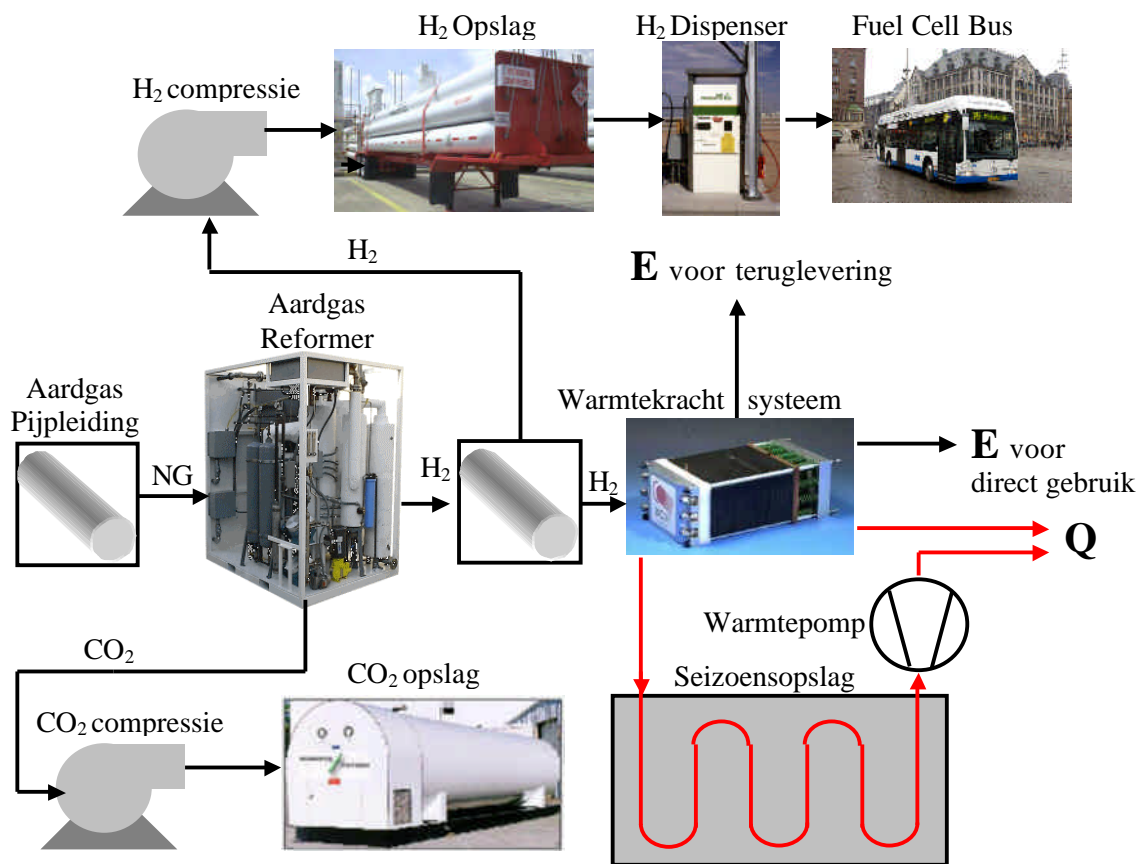 H₂ Opslag
H₂ Dispenser
Fuel Cell Bus
H₂ compressie
H₂
E voor teruglevering
Aardgas
Reformer
Aardgas
Pijpleiding
Warmtekracht systeem
NG
H₂
H₂
E voor
direct gebruik
Q
Warmtepomp
CO₂
CO₂ opslag
Seizoensopslag
CO₂ compressie